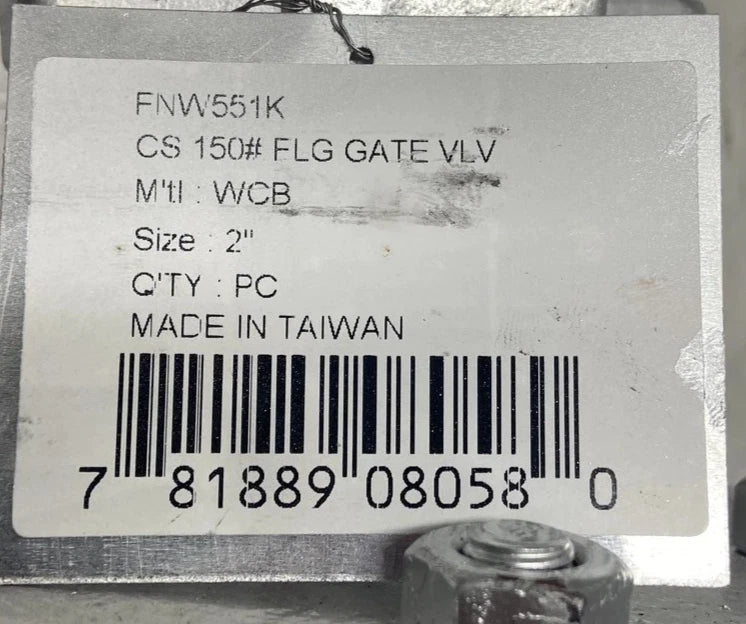 FNW551K
CS 150# FLG GATE VLV
M'tl : WCB
Size : 2"
Q'TY : PC
MADE IN TAIWAN
7 81889 08058 0